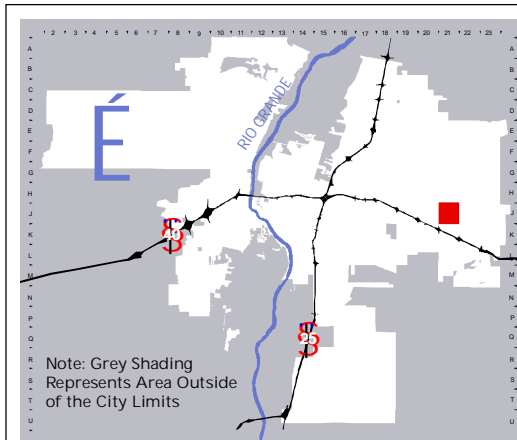 1 2 3 4 5 6 7 8 9 10 11 12 13 14 15 16 17 18 19 20 21 22 23
A A
B B
C C
D D
E E
F F
G G
H H
J J
K K
L L
M M
N N
P P
Q Q
R R
S S
T T
U U
RIO GRANDE
É
40
25
Note: Grey Shading
Represents Area Outside
of the City Limits